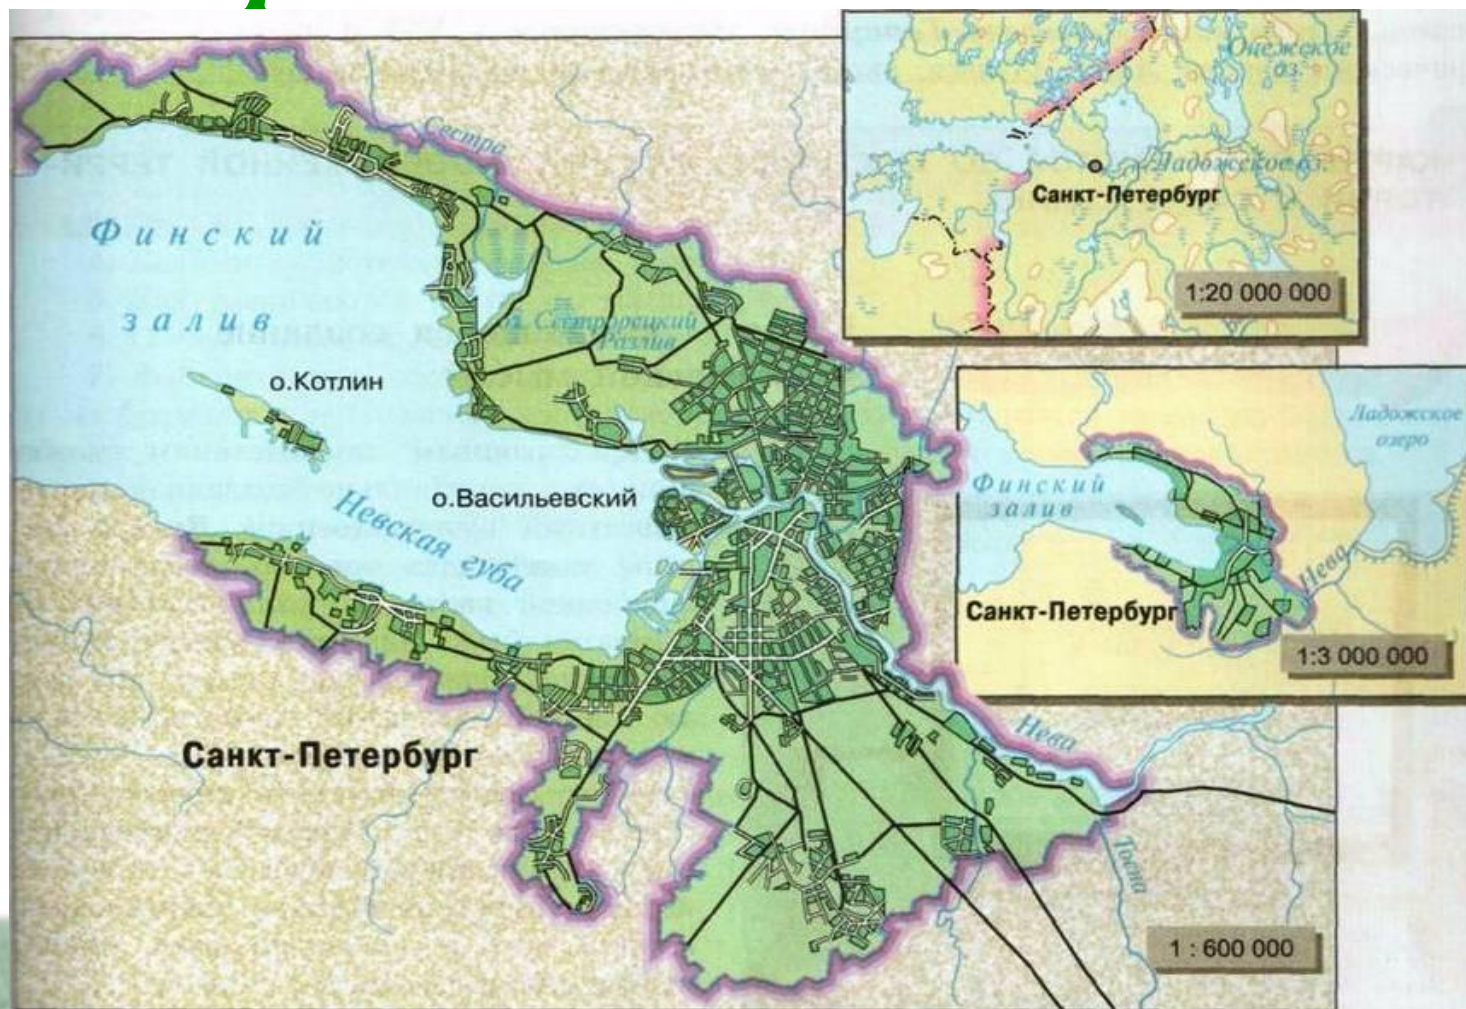 Сестра
Финский
залив
оз. Сестрорецкий
Разлив
о.Котлин
о.Васильевский
Невская губа
Санкт-Петербург
Нева
Тосна
1 : 600 000
Онежское
оз.
Ладожское оз.
Санкт-Петербург
1:20 000 000
Ладожское
озеро
Финский
залив
Нева
Санкт-Петербург
1:3 000 000